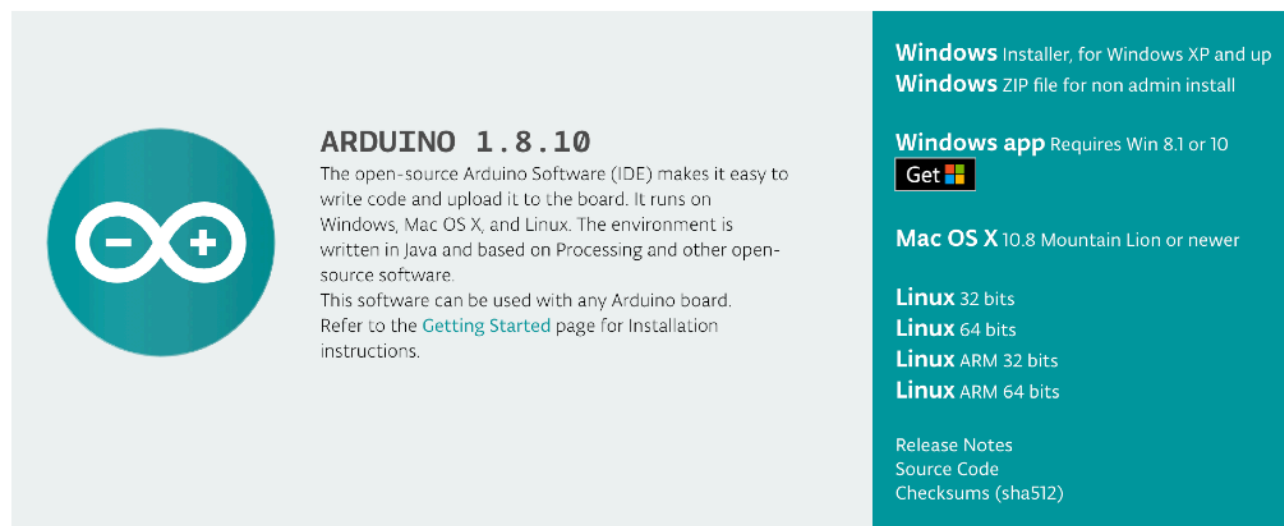 ARDUINO 1.8.10
The open-source Arduino Software (IDE) makes it easy to
write code and upload it to the board. It runs on
Windows, Mac OS X, and Linux. The environment is
written in Java and based on Processing and other open-
source software.
This software can be used with any Arduino board.
Refer to the Getting Started page for Installation
instructions.
Windows Installer, for Windows XP and up
Windows ZIP file for non admin install
Windows app Requires Win 8.1 or 10
Get
Mac OS X 10.8 Mountain Lion or newer
Linux 32 bits
Linux 64 bits
Linux ARM 32 bits
Linux ARM 64 bits
Release Notes
Source Code
Checksums (sha512)